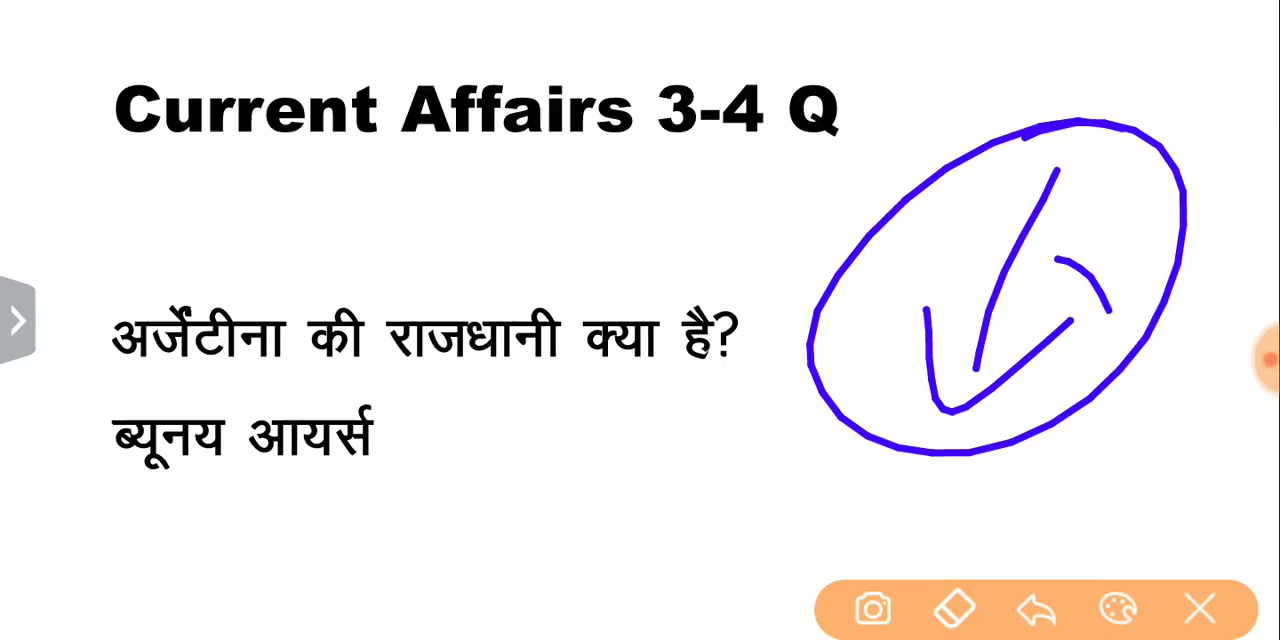 Current Affairs 3-4 Q
अर्जेंटीना की राजधानी क्या है?
ब्यूनय आयर्स